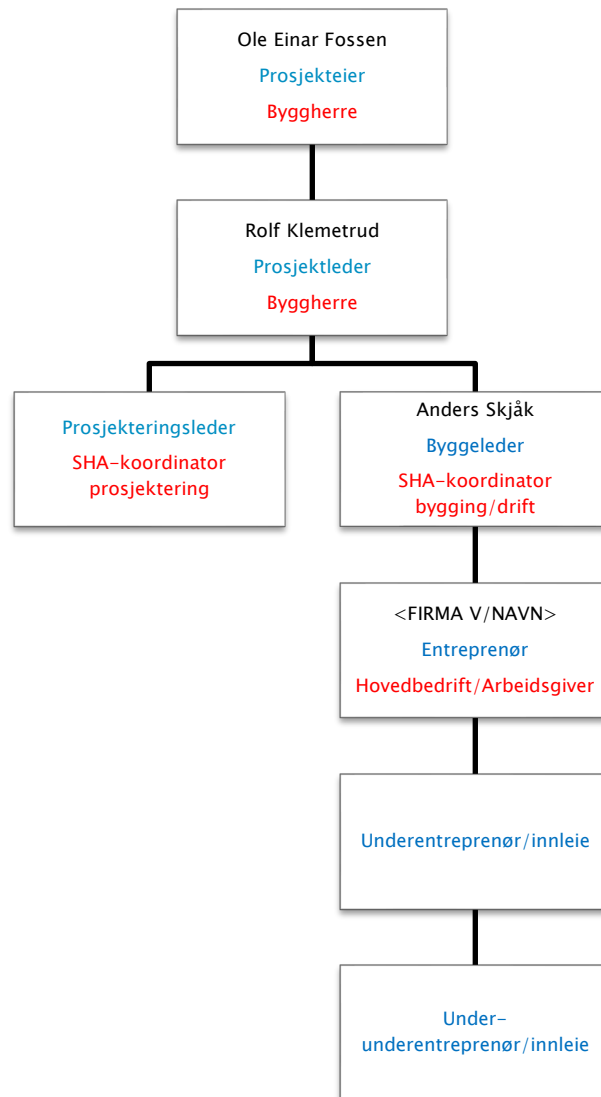 Ole Einar Fossen
Prosjekteier
Byggherre
Rolf Klemetrud
Prosjektleder
Byggherre
Prosjekteringsleder
SHA-koordinator
prosjektering
Anders Skjåk
Byggeleder
SHA-koordinator
bygging/drift
<FIRMA V/NAVN>
Entreprenør
Hovedbedrift/Arbeidsgiver
Underentreprenør/innleie
Under-
underentreprenør/innleie